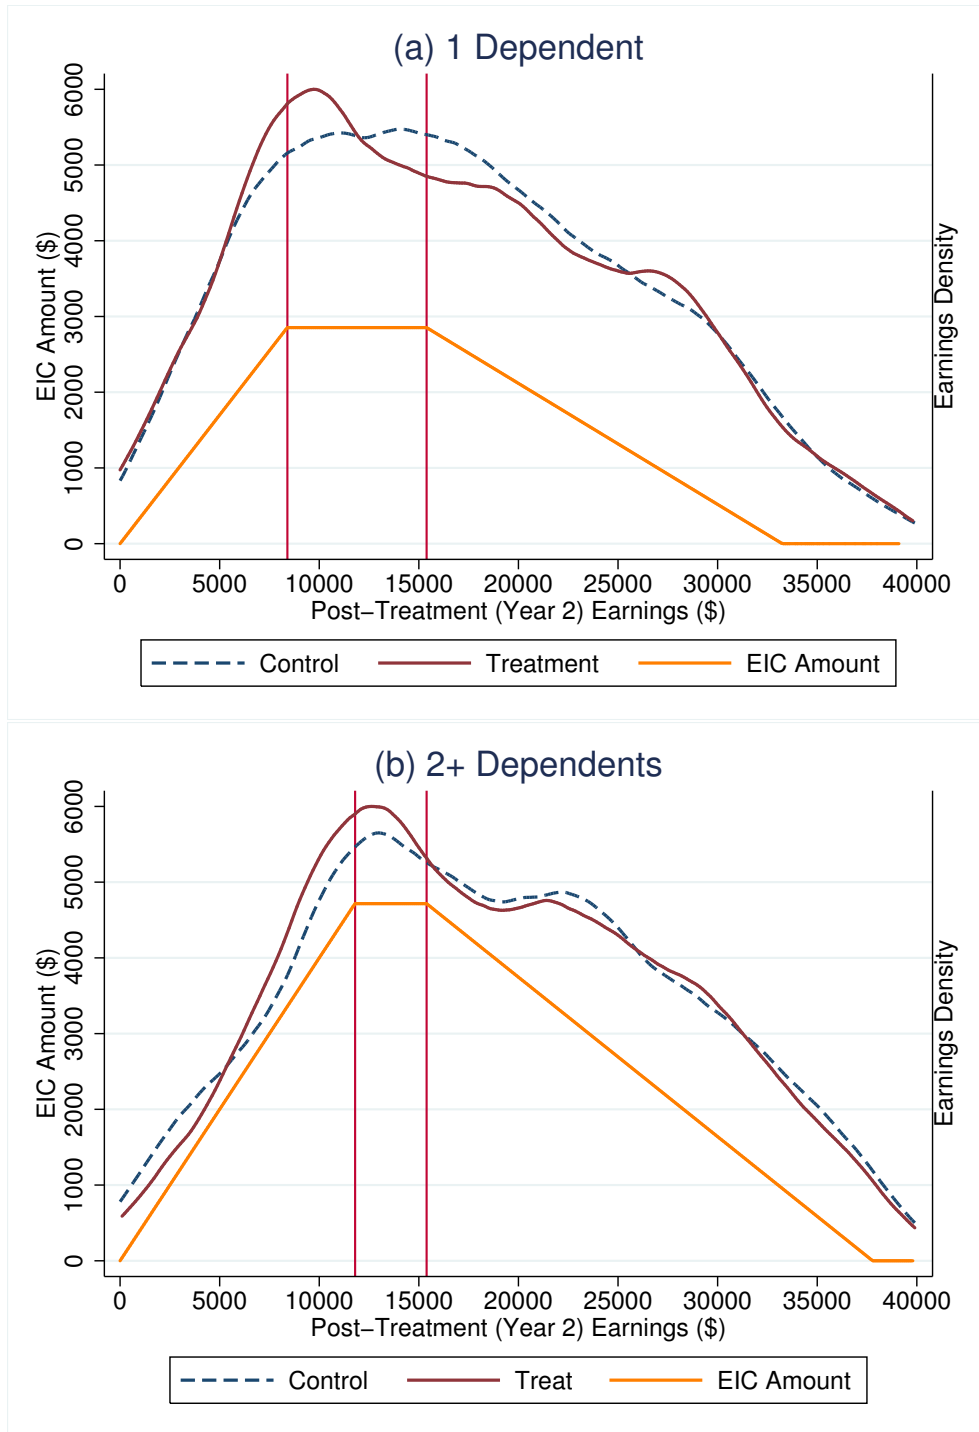 (a) 1 Dependent
EIC Amount ($)
6000
5000
4000
3000
2000
1000
0
Earnings Density
0 5000 10000 15000 20000 25000 30000 35000 40000
Post−Treatment (Year 2) Earnings ($)
Control Treatment EIC Amount
(b) 2+ Dependents
EIC Amount ($)
6000
5000
4000
3000
2000
1000
0
Earnings Density
0 5000 10000 15000 20000 25000 30000 35000 40000
Post−Treatment (Year 2) Earnings ($)
Control Treat EIC Amount